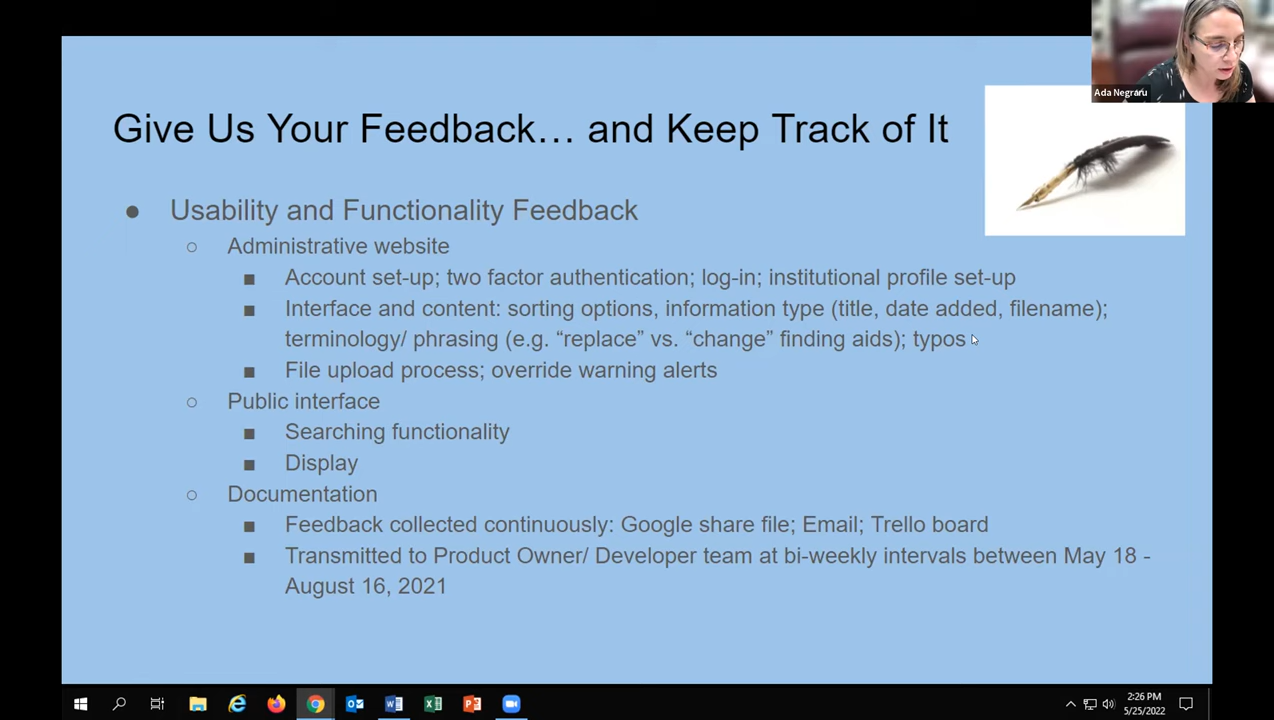 Ada Negraru
Give Us Your Feedback… and Keep Track of It
● Usability and Functionality Feedback
○ Administrative website
■ Account set-up; two factor authentication; log-in; institutional profile set-up
■ Interface and content: sorting options, information type (title, date added, filename);
terminology/ phrasing (e.g. “replace” vs. “change” finding aids); typos
■ File upload process; override warning alerts
○ Public interface
■ Searching functionality
■ Display
○ Documentation
■ Feedback collected continuously: Google share file; Email; Trello board
■ Transmitted to Product Owner/ Developer team at bi-weekly intervals between May 18 -
August 16, 2021
2:26 PM
5/25/2022